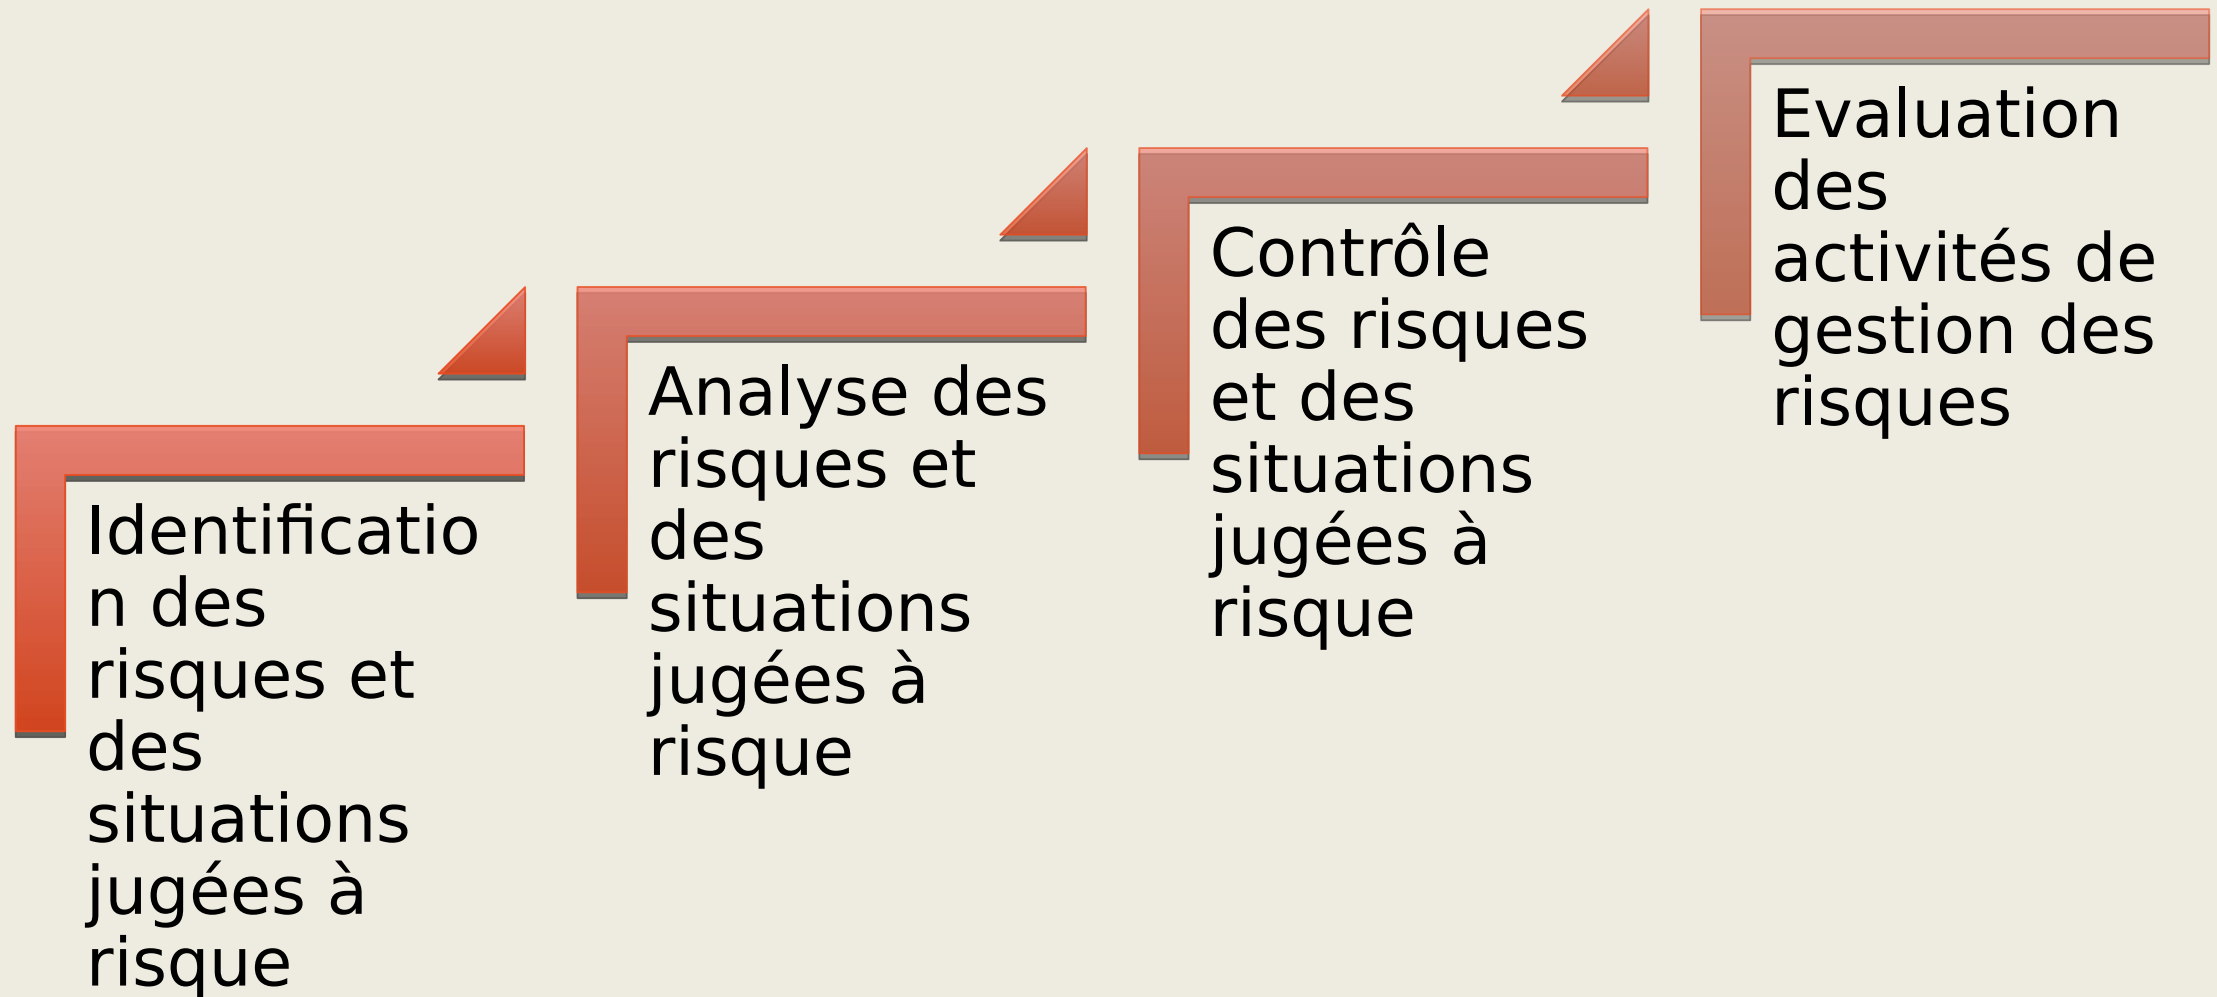 Identificatio
n des
risques et
des
situations
jugées à
risque
Analyse des
risques et
des
situations
jugées à
risque
Contrôle
des risques
et des
situations
jugées à
risque
Evaluation
des
activités de
gestion des
risques